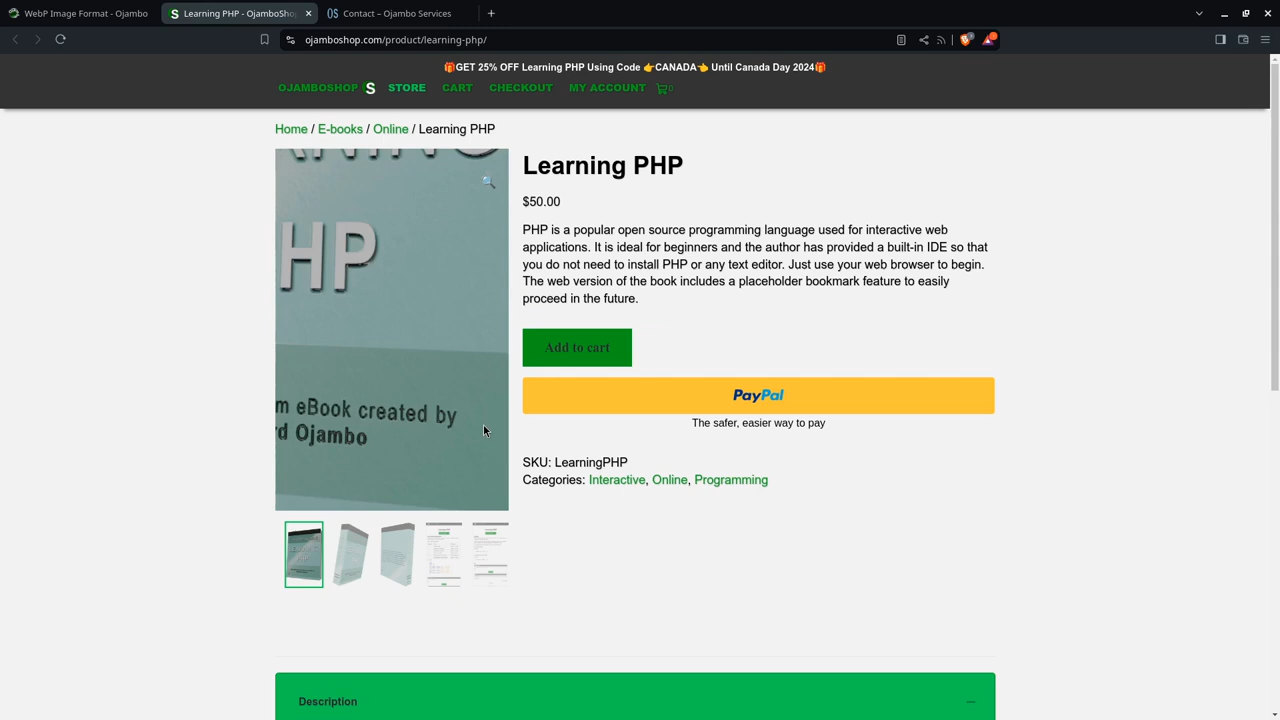 WebP Image Format - Ojambo
Learning PHP - OjamboShop
Contact – Ojambo Services
ojamboshop.com/product/learning-php/
🎁GET 25% OFF Learning PHP Using Code 👉CANADA👈 Until Canada Day 2024🎁
OJAMBOSHOP S STORE CART CHECKOUT MY ACCOUNT 0
Home / E-books / Online / Learning PHP
HP
m eBook created by
rd Ojambo
Learning PHP
$50.00
PHP is a popular open source programming language used for interactive web
applications. It is ideal for beginners and the author has provided a built-in IDE so that
you do not need to install PHP or any text editor. Just use your web browser to begin.
The web version of the book includes a placeholder bookmark feature to easily
proceed in the future.
Add to cart
PayPal
The safer, easier way to pay
SKU: LearningPHP
Categories: Interactive, Online, Programming
Description